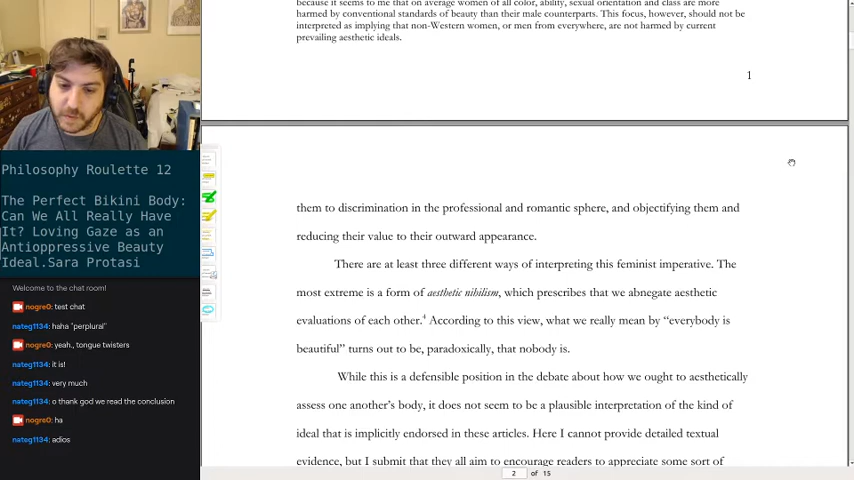 because it seems to me that on average women of all color, ability, sexual orientation and class are more
harmed by conventional standards of beauty than their male counterparts. This focus, however, should not be
interpreted as implying that non-Western women, or men from everywhere, are not harmed by current
prevailing aesthetic ideals.
1
them to discrimination in the professional and romantic sphere, and objectifying them and
reducing their value to their outward appearance.
There are at least three different ways of interpreting this feminist imperative. The
most extreme is a form of aesthetic nihilism, which prescribes that we abnegate aesthetic
evaluations of each other.4 According to this view, what we really mean by “everybody is
beautiful” turns out to be, paradoxically, that nobody is.
While this is a defensible position in the debate about how we ought to aesthetically
assess one another’s body, it does not seem to be a plausible interpretation of the kind of
ideal that is implicitly endorsed in these articles. Here I cannot provide detailed textual
evidence, but I submit that they all aim to encourage readers to appreciate some sort of
2 of 15
Philosophy Roulette 12
The Perfect Bikini Body:
Can We All Really Have
It? Loving Gaze as an
Antioppressive Beauty
Ideal.Sara Protasi
Welcome to the chat room!
nogre0: test chat
nateg1134: haha "perplural"
nogre0: yeah., tongue twisters
nateg1134: it is!
nateg1134: very much
nateg1134: o thank god we read the conclusion
nogre0: ha
nateg1134: adios